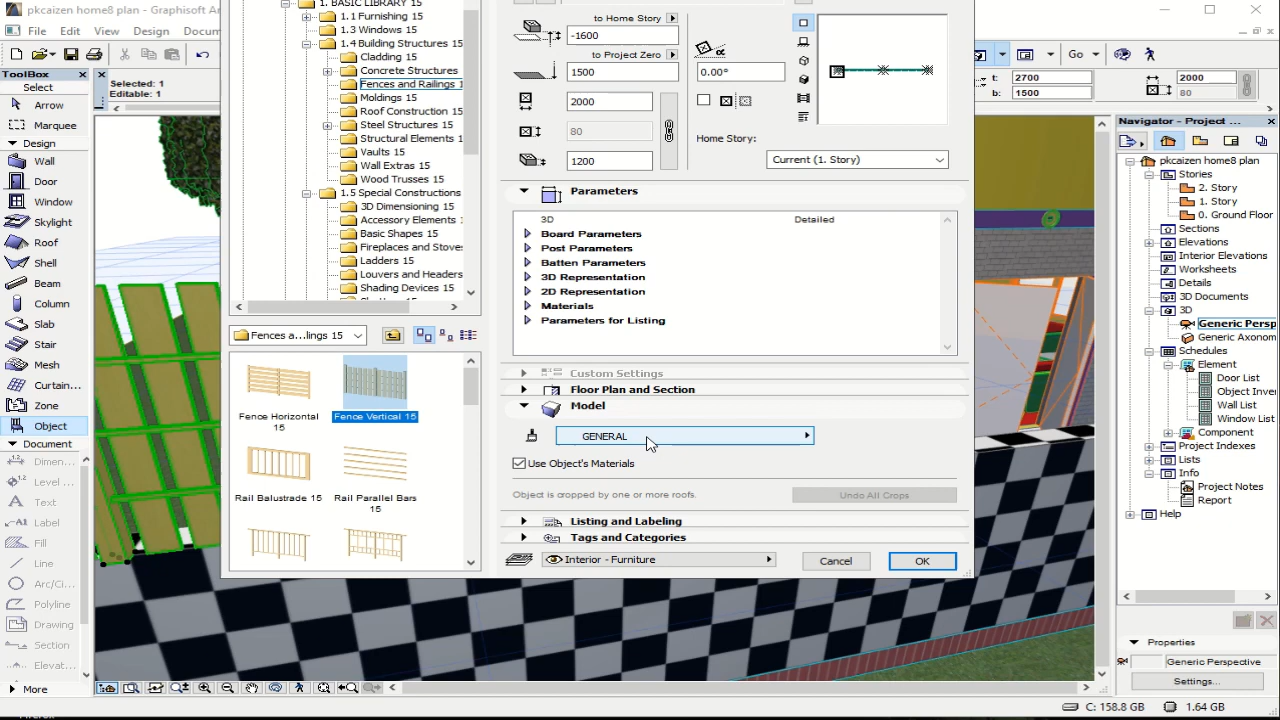 pkcaizen home8 plan - Graphisoft A
File Edit View Design Docum
Go
ToolBox
Select
Arrow
Marquee
Design
Wall
Door
Window
Skylight
Roof
Shell
Beam
Column
Slab
Stair
Mesh
Curtain...
Zone
Object
Document
Dimen...
Level ...
Text
Label
Fill
Line
Arc/Ci...
Polyline
Drawing
Section
Elevat...
More
Selected: 1
Editable: 1
1. BASIC LIBRARY 15
1.1 Furnishing 15
1.3 Windows 15
1.4 Building Structures 15
Cladding 15
Concrete Structures
Fences and Railings 1
Moldings 15
Roof Construction 15
Steel Structures 15
Structural Elements
Vaults 15
Wall Extras 15
Wood Trusses 15
1.5 Special Constructions
3D Dimensioning 15
Accessory Elements 1
Basic Shapes 15
Fireplaces and Stoves
Ladders 15
Louvers and Headers
Shading Devices 15
Fences a...lings 15
Fence Horizontal 15
Fence Vertical 15
Rail Balustrade 15
Rail Parallel Bars 15
to Home Story
-1600
to Project Zero
1500
2000
80
1200
0.00°
Home Story:
Current (1. Story)
Parameters
3D Detailed
Board Parameters
Post Parameters
Batten Parameters
3D Representation
2D Representation
Materials
Parameters for Listing
Custom Settings
Floor Plan and Section
Model
GENERAL
Use Object's Materials
Object is cropped by one or more roofs.
Undo All Crops
Listing and Labeling
Tags and Categories
Interior - Furniture
Cancel
OK
t: 2700
b: 1500
2000
80
Navigator - Project ...
pkcaizen home8 plan
Stories
2. Story
1. Story
0. Ground Floor
Sections
Elevations
Interior Elevations
Worksheets
Details
3D Documents
3D
Generic Persp
Generic Axonom
Schedules
Element
Door List
Object Inver
Wall List
Window List
Component
Project Indexes
Lists
Info
Project Notes
Report
Help
Properties
Generic Perspective
Settings...
C: 158.8 GB
1.64 GB